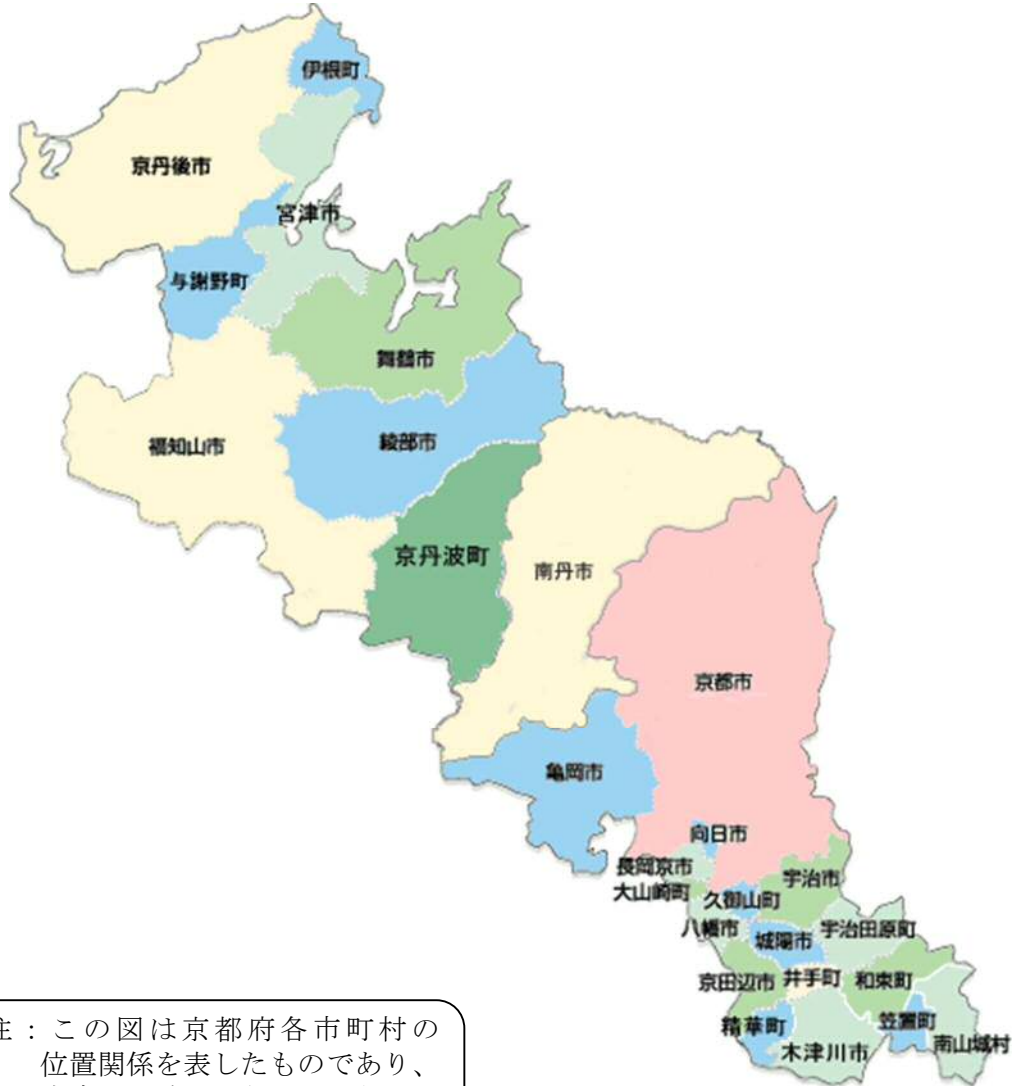 伊根町
京丹後市
宮津市
与謝野町
舞鶴市
綾部市
福知山市
京丹波町
南丹市
京都市
亀岡市
向日市
長岡京市
宇治市
大山崎町
久御山町
八幡市
宇治田原町
城陽市
京田辺市
井手町
和束町
精華町
笠置町
木津川市
南山城村
注：この図は京都府各市町村の
位置関係を表したものであり、